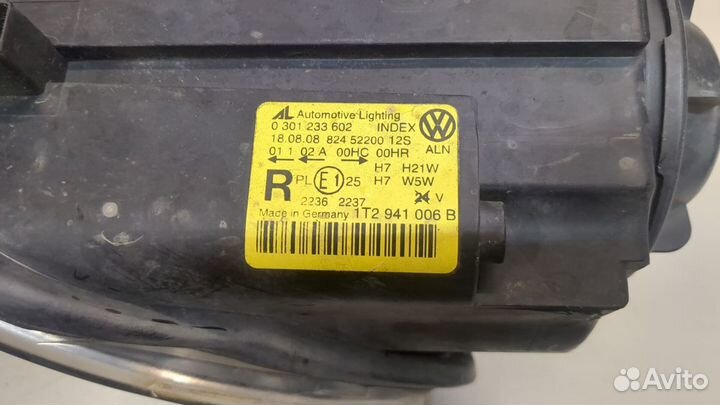 AL Automotive Lighting
0 301 233 602 INDEX
18.08.08 824 52200 12S ALN
01 1 02 A 00HC 00HR
H7 H21W
R PL E1 25 H7 W5W
2236 2237 V
Made in Germany 1T2 941 006 B
Avito